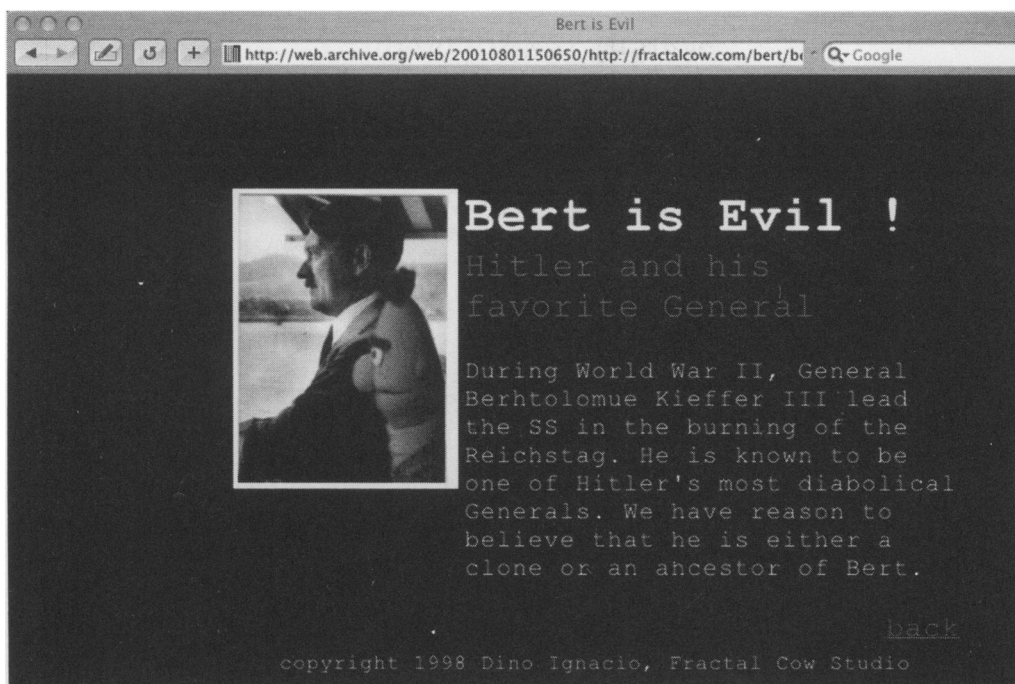 Bert is Evil
http://web.archive.org/web/20010801150650/http://fractalcow.com/bert/be
Google
Bert is Evil !
Hitler and his
favorite General
During World War II, General
Berhtolomue Kieffer III lead
the SS in the burning of the
Reichstag. He is known to be
one of Hitler's most diabolical
Generals. We have reason to
believe that he is either a
clone or an ancestor of Bert.
back
copyright 1998 Dino Ignacio, Fractal Cow Studio